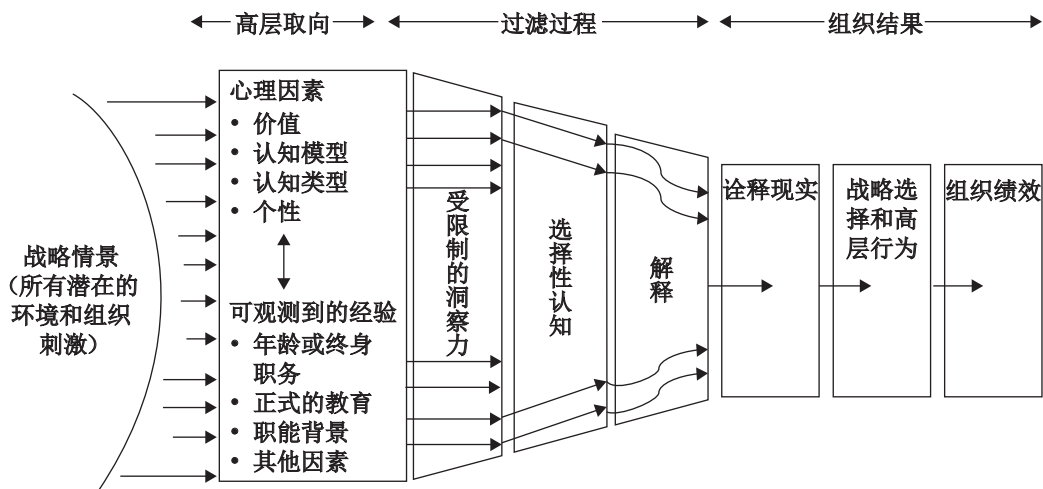 高层取向
过滤过程
组织结果
战略情景
（所有潜在的
环境和组织
刺激）
心理因素
• 价值
• 认知模型
• 认知类型
• 个性
可观测到的经验
• 年龄或终身
职务
• 正式的教育
• 职能背景
• 其他因素
受限制的洞察力
选择性认知
解释
诠释现实
战略选
择和高
层行为
组织绩效